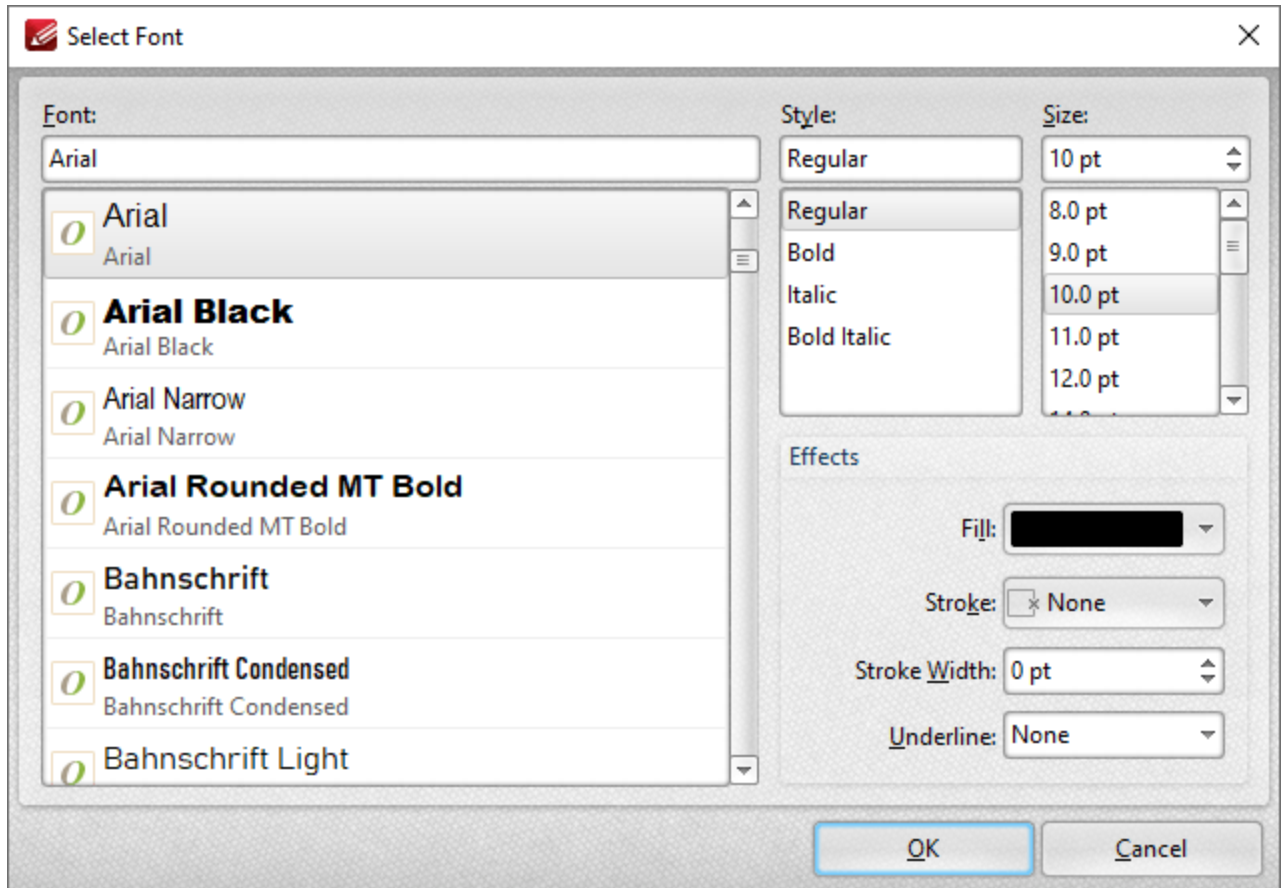 Select Font
Font:
Style:
Size:
Arial
Regular
10 pt
Arial
Arial
Arial Black
Arial Black
Arial Narrow
Arial Narrow
Arial Rounded MT Bold
Arial Rounded MT Bold
Bahnschrift
Bahnschrift
Bahnschrift Condensed
Bahnschrift Condensed
Bahnschrift Light
Regular
Bold
Italic
Bold Italic
8.0 pt
9.0 pt
10.0 pt
11.0 pt
12.0 pt
Effects
Fill:
Stroke: None
Stroke Width: 0 pt
Underline: None
OK
Cancel